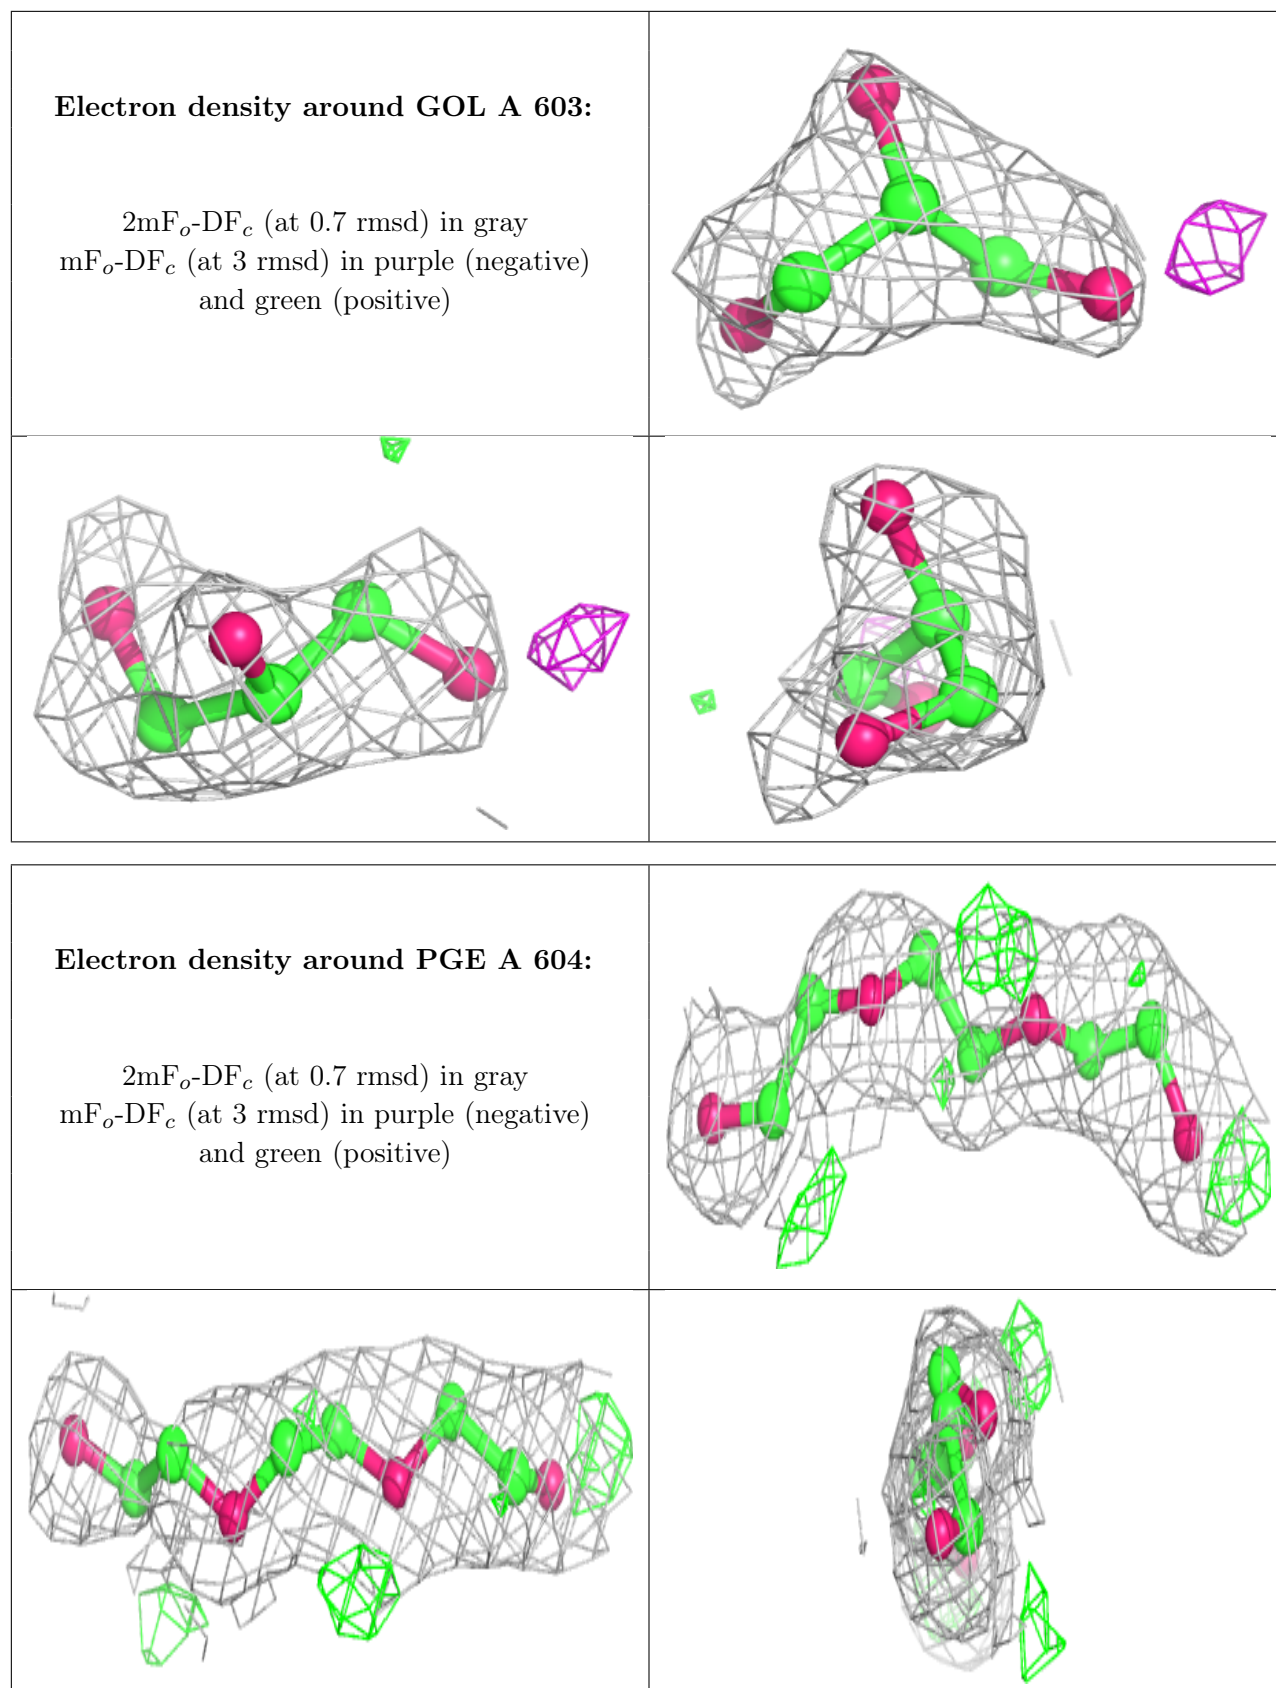 Electron density around GOL A 603:
2mFₒ-DF𝒸 (at 0.7 rmsd) in gray
mFₒ-DF𝒸 (at 3 rmsd) in purple (negative)
and green (positive)
Electron density around PGE A 604:
2mFₒ-DF𝒸 (at 0.7 rmsd) in gray
mFₒ-DF𝒸 (at 3 rmsd) in purple (negative)
and green (positive)